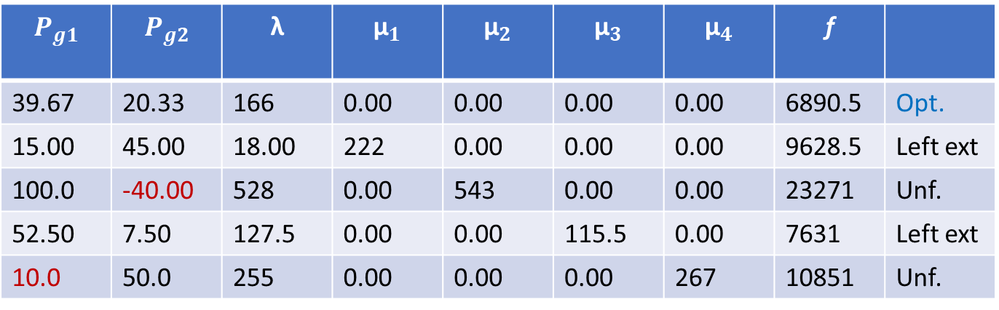 P_g1 P_g2 λ μ₁ μ₂ μ₃ μ₄ f
39.67 20.33 166 0.00 0.00 0.00 0.00 6890.5 Opt.
15.00 45.00 18.00 222 0.00 0.00 0.00 9628.5 Left ext
100.0 -40.00 528 0.00 543 0.00 0.00 23271 Unf.
52.50 7.50 127.5 0.00 0.00 115.5 0.00 7631 Left ext
10.0 50.0 255 0.00 0.00 0.00 267 10851 Unf.